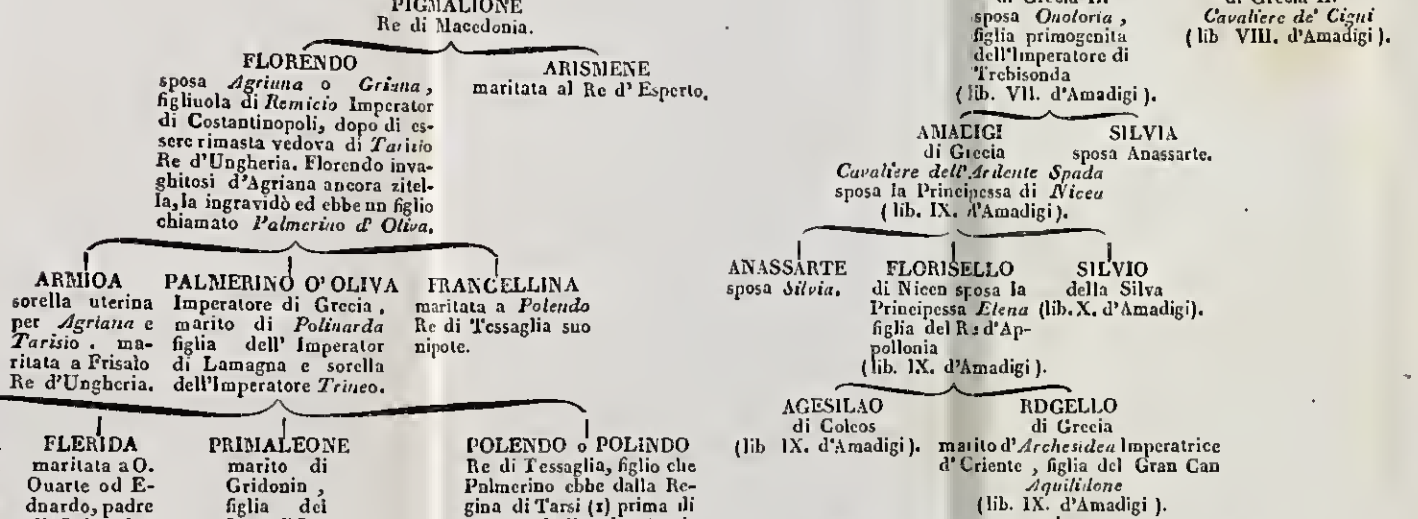 PIGMALIONE
Re di Macedonia.
FLORENDO
sposa Agriuna o Griana,
figliuola di Remicio Imperator
di Costantinopoli, dopo di es-
sere rimasta vedova di Tarisio
Re d'Ungheria. Florendo inva-
ghitosi d'Agriana ancora zitel-
la, la ingravidò ed ebbe un figlio
chiamato Palmerino d' Oliva.
ARISMENE
maritata al Re d' Esperto.
ARMIOA
sorella uterina
per Agriana e
Tarisio . ma-
ritata a Frisalo
Re d'Ungheria.
PALMERINO O' OLIVA
Imperatore di Grecia ,
marito di Polinarda
figlia dell' Imperator
di Lamagna e sorella
dell'Imperatore Trineo.
FRANCELLINA
maritata a Polendo
Re di Tessaglia suo
nipote.
FLERIDA
maritata a O.
Ouarte od E-
dnardo, padre
PRIMALEONE
marito di
Gridonin ,
figlia dei
POLENDO o POLINDO
Re di Tessaglia, figlio che
Palmerino ebbe dalla Re-
gina di Tarsi (1) prima di
di Grecia
sposa Onoloria ,
figlia primogenita
dell'Imperatore di
Trebisonda
(lib. VII. d'Amadigi ).
Cavaliere de' Cigni
( lib VIII. d'Amadigi ).
AMADIGI
di Grecia
Cavaliere dell'Ardente Spada
sposa la Principessa di Nicea
( lib. IX. d'Amadigi ).
SILVIA
sposa Anassarte.
ANASSARTE
sposa Silvia.
FLORISELLO
di Nicen sposa la
Principessa Elena
figlia del Re d'Ap-
pollonia
(lib. IX. d'Amadigi ).
SILVIO
della Silva
(lib. X. d'Amadigi).
AGESILAO
di Colcos
(lib IX. d'Amadigi ).
RDGELLO
di Grecia
marito d'Archesidea Imperatrice
d'Oriente , figlia del Gran Can
Aquilidone
(lib. IX. d'Amadigi ).